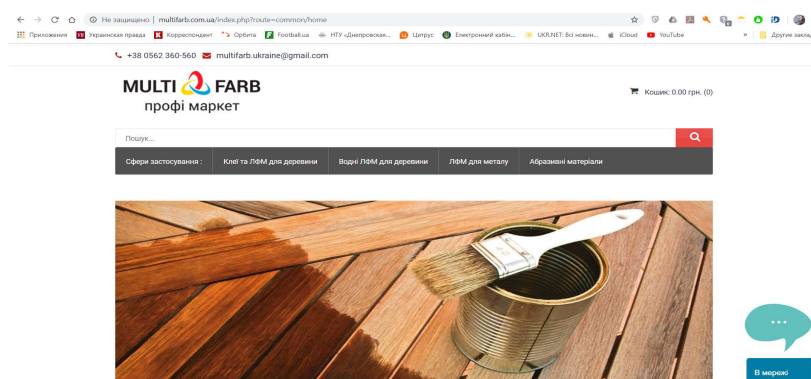 Не защищено | multifarb.com.ua/index.php?route=common/home
Приложения Украинская правда Корреспондент Орбита Football.ua НТУ «Днепровская... Цитрус Електронний кабін... UKR.NET: Всі новин... iCloud YouTube » Другие закла
+38 0562 360-560 multifarb.ukraine@gmail.com
MULTI FARB
профі маркет
Кошик: 0.00 грн. (0)
Пошук...
Сфери застосування : Клеї та ЛФМ для деревини Водні ЛФМ для деревини ЛФМ для металу Абразивні матеріали
...
В мережі